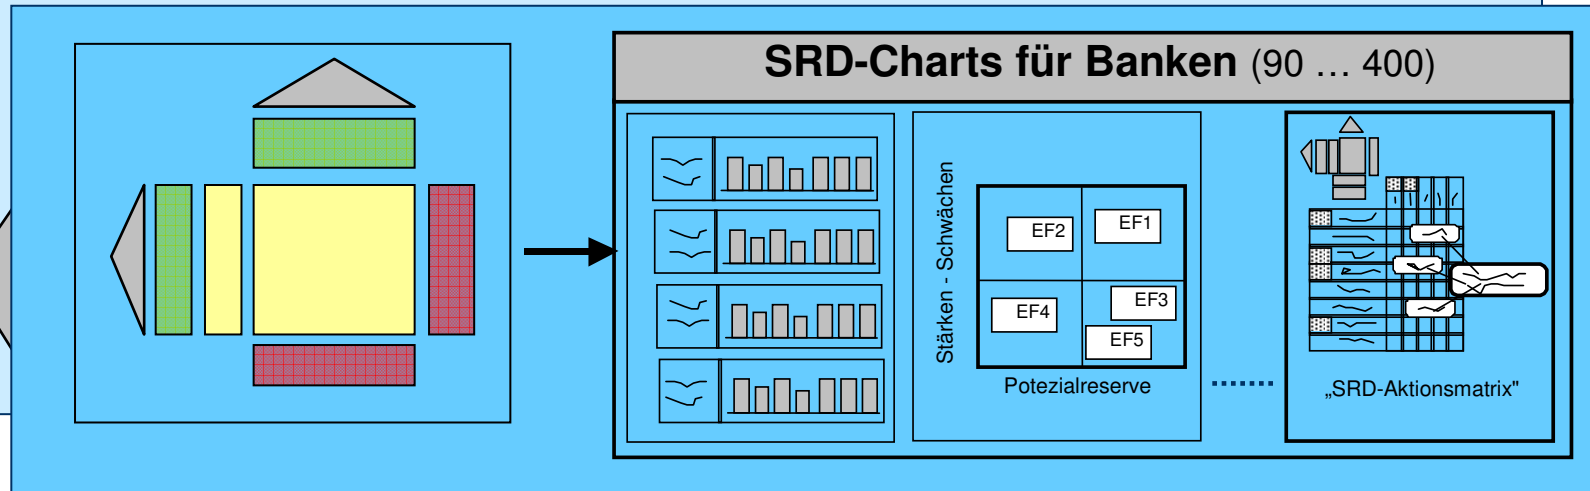 SRD-Charts für Banken (90 … 400)
Stärken - Schwächen
EF2
EF1
EF4
EF3
EF5
Potezialreserve
„SRD-Aktionsmatrix"